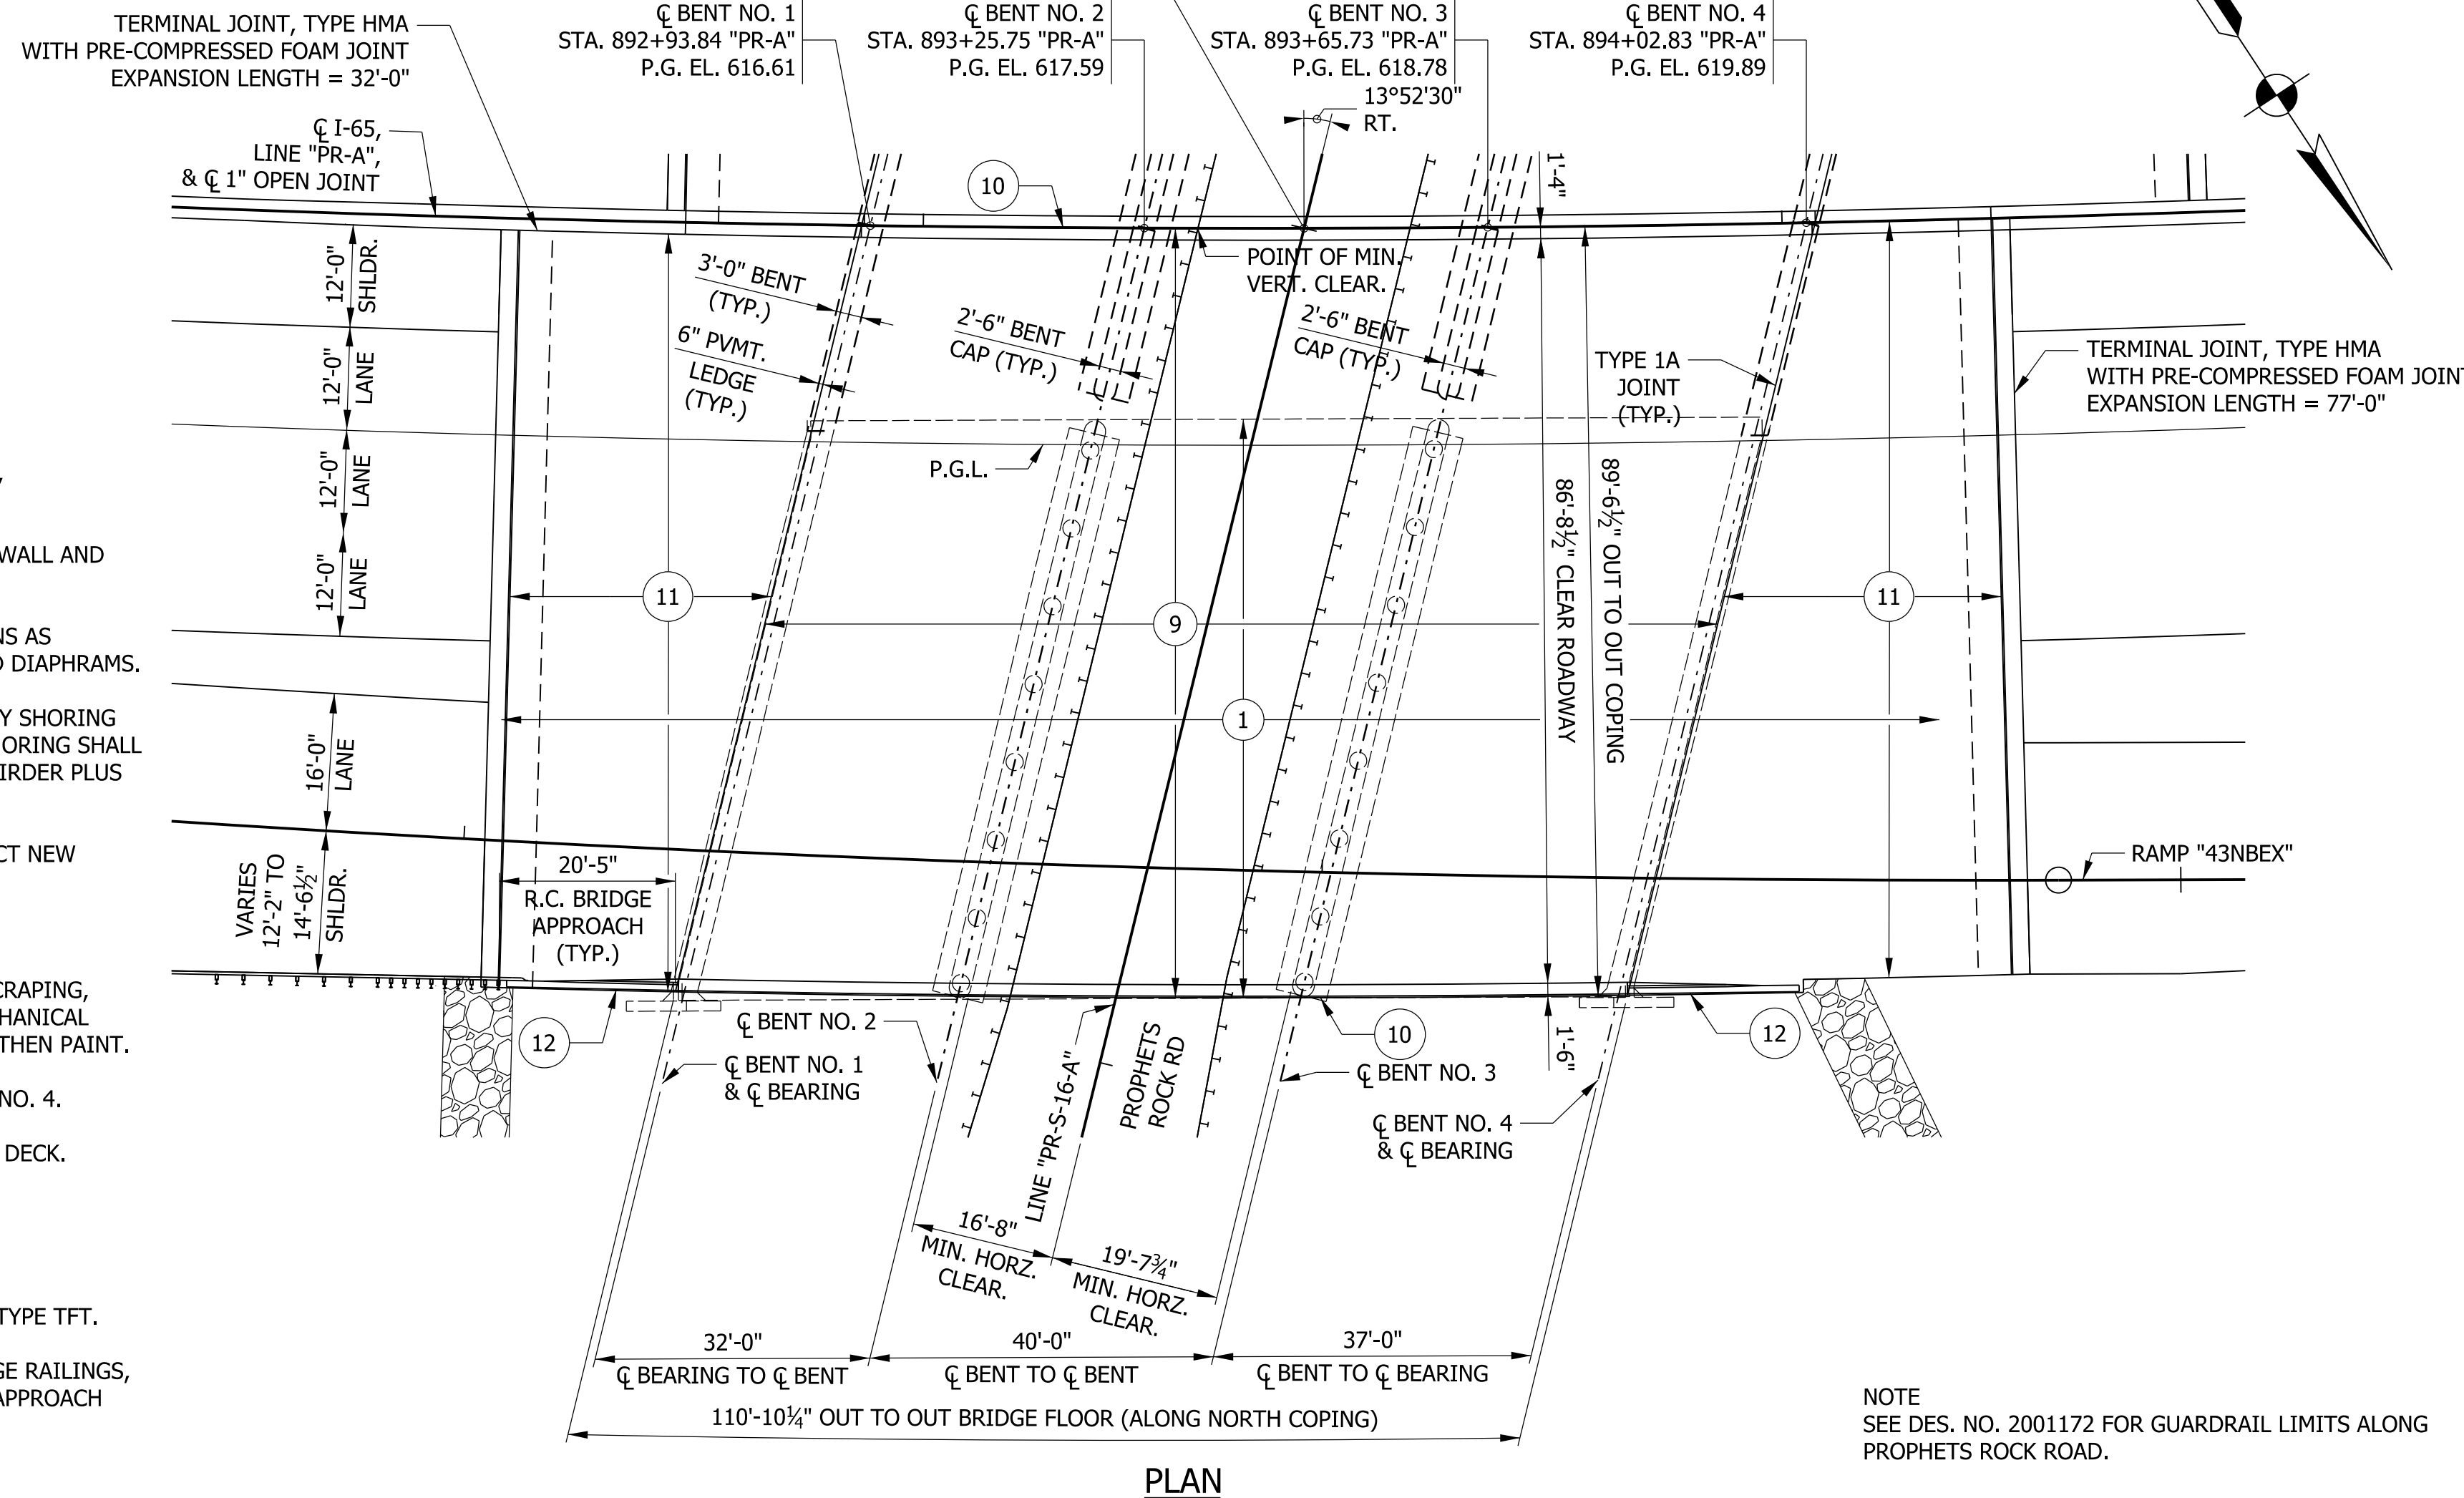 TERMINAL JOINT, TYPE HMA
WITH PRE-COMPRESSED FOAM JOINT
EXPANSION LENGTH = 32'-0"
℄ BENT NO. 1
STA. 892+93.84 "PR-A"
P.G. EL. 616.61
℄ BENT NO. 2
STA. 893+25.75 "PR-A"
P.G. EL. 617.59
℄ BENT NO. 3
STA. 893+65.73 "PR-A"
P.G. EL. 618.78
℄ BENT NO. 4
STA. 894+02.83 "PR-A"
P.G. EL. 619.89
13°52'30"
RT.
℄ I-65,
LINE "PR-A",
& ℄ 1" OPEN JOINT
10
1'-4"
12'-0"
SHLDR.
12'-0"
LANE
12'-0"
LANE
12'-0"
LANE
16'-0"
LANE
VARIES
12'-2" TO
14'-6½"
SHLDR.
3'-0" BENT
(TYP.)
6" PVMT.
LEDGE
(TYP.)
2'-6" BENT
CAP (TYP.)
POINT OF MIN.
VERT. CLEAR.
2'-6" BENT
CAP (TYP.)
TYPE 1A
JOINT
(TYP.)
TERMINAL JOINT, TYPE HMA
WITH PRE-COMPRESSED FOAM JOINT
EXPANSION LENGTH = 77'-0"
P.G.L.
86'-8½" CLEAR ROADWAY
89'-6½" OUT TO OUT COPING
11
9
11
1
WALL AND
AS
DIAPHRAMS.
SHORING
SHALL
PLUS
NEW
RAMP "43NBEX"
20'-5"
R.C. BRIDGE
APPROACH
(TYP.)
THEN PAINT.
NO. 4.
DECK.
TYPE TFT.
RAILINGS,
APPROACH
12
℄ BENT NO. 2
℄ BENT NO. 1
& ℄ BEARING
LINE "PR-S-16-A"
PROPHETS
ROCK RD
10
℄ BENT NO. 3
℄ BENT NO. 4
& ℄ BEARING
1'-6"
12
16'-8"
MIN. HORZ.
CLEAR.
19'-7¾"
MIN. HORZ.
CLEAR.
32'-0"
℄ BEARING TO ℄ BENT
40'-0"
℄ BENT TO ℄ BENT
37'-0"
℄ BENT TO ℄ BEARING
110'-10¼" OUT TO OUT BRIDGE FLOOR (ALONG NORTH COPING)
PLAN
NOTE
SEE DES. NO. 2001172 FOR GUARDRAIL LIMITS ALONG
PROPHETS ROCK ROAD.